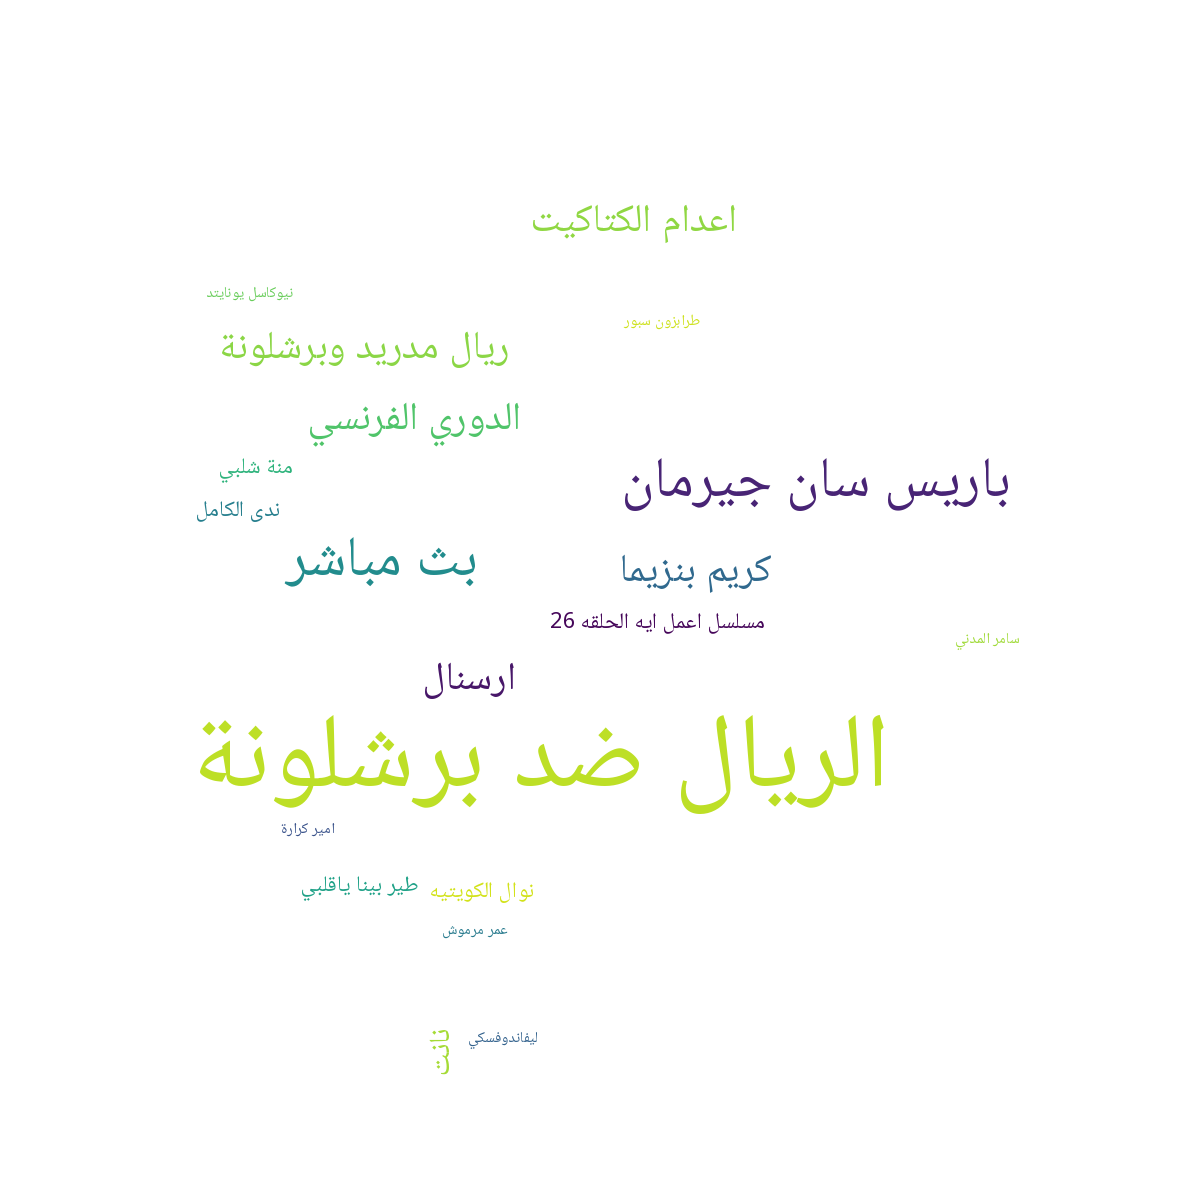 اعدام الكتاكيت
نيوكاسل يونايتد
طرابزون سبور
ريال مدريد وبرشلونة
الدوري الفرنسي
منة شلبي
باريس سان جيرمان
ندى الكامل
بث مباشر
كريم بنزيما
مسلسل اعمل ايه الحلقه 26
سامر المدني
ارسنال
الريال ضد برشلونة
امير كرارة
طير بينا ياقلبي
نوال الكويتيه
عمر مرموش
ليفاندوفسكي
نانت